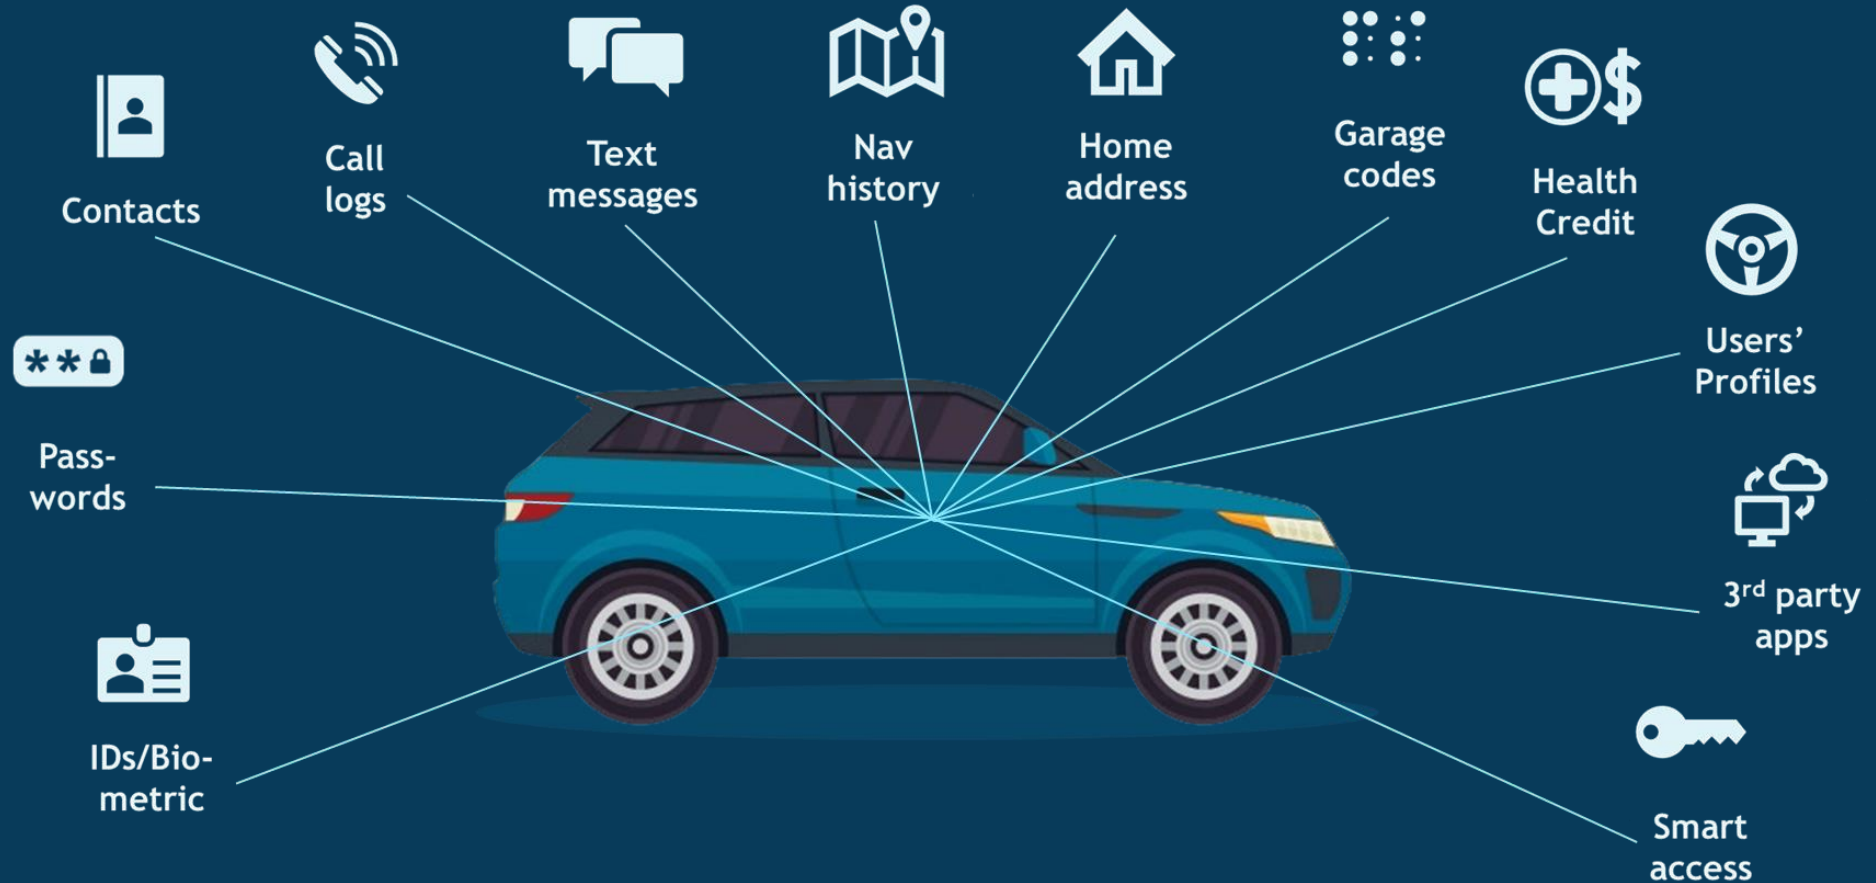 Contacts
Call
logs
Text
messages
Nav
history
Home
address
Garage
codes
Health
Credit
Users’
Profiles
**
Pass-
words
3rd party
apps
IDs/Bio-
metric
Smart
access